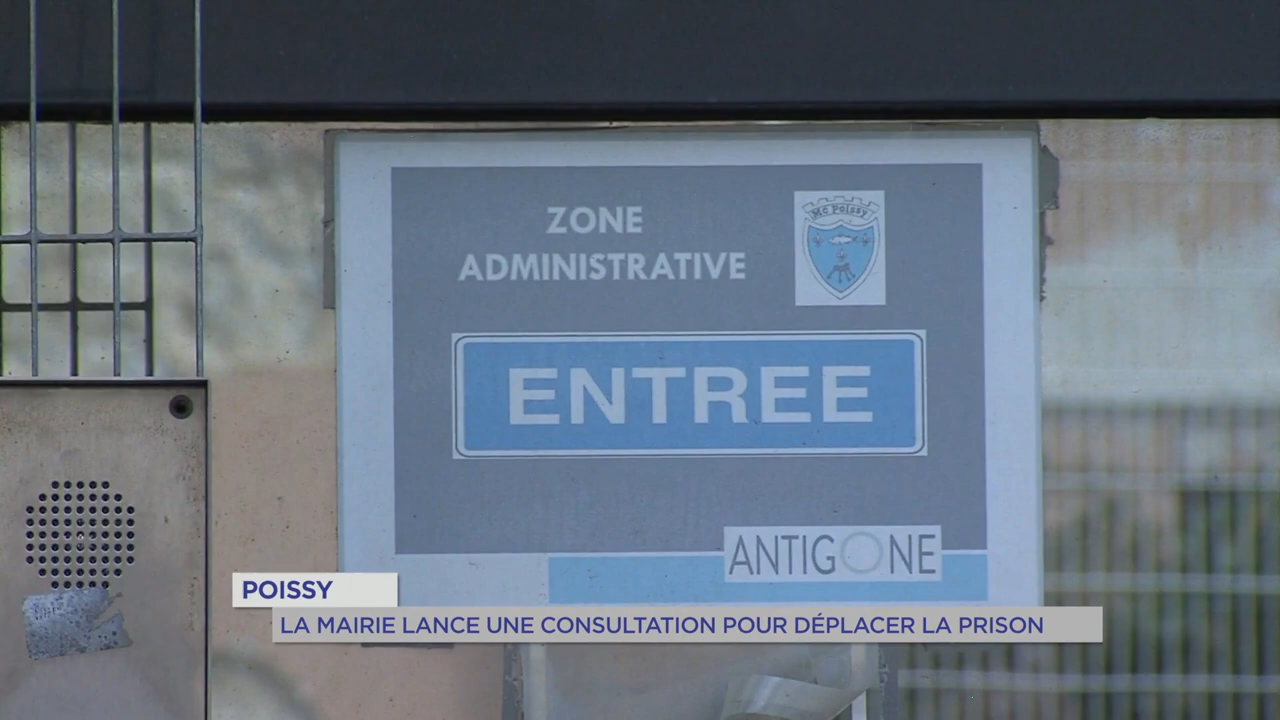 ZONE
ADMINISTRATIVE
Mc Poissy
ENTREE
ANTIGONE
POISSY
LA MAIRIE LANCE UNE CONSULTATION POUR DÉPLACER LA PRISON